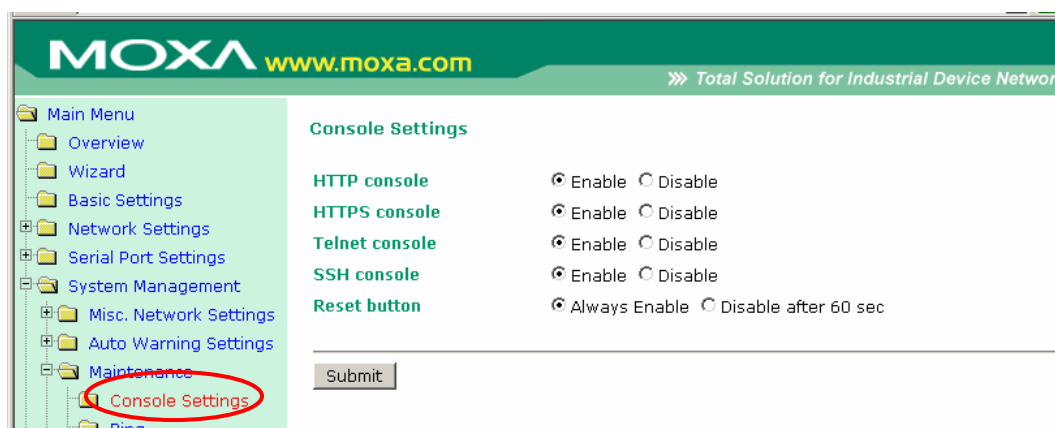 MOXA www.moxa.com
Total Solution for Industrial Device Networ
Main Menu
Overview
Wizard
Basic Settings
Network Settings
Serial Port Settings
System Management
Misc. Network Settings
Auto Warning Settings
Maintenance
Console Settings
Ping
Console Settings
HTTP console Enable Disable
HTTPS console Enable Disable
Telnet console Enable Disable
SSH console Enable Disable
Reset button Always Enable Disable after 60 sec
Submit